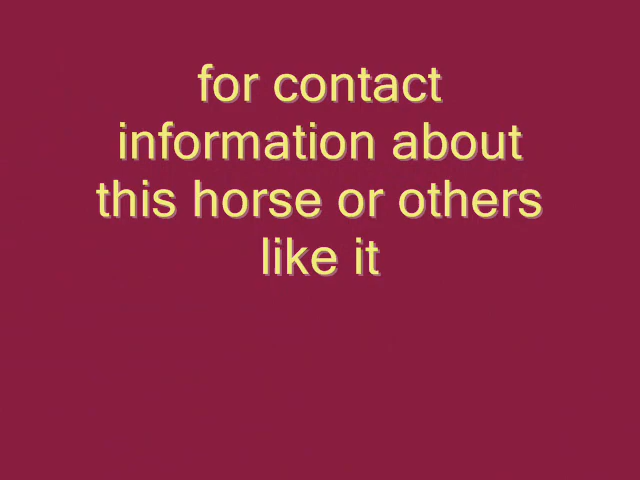 for contact
information about
this horse or others
like it